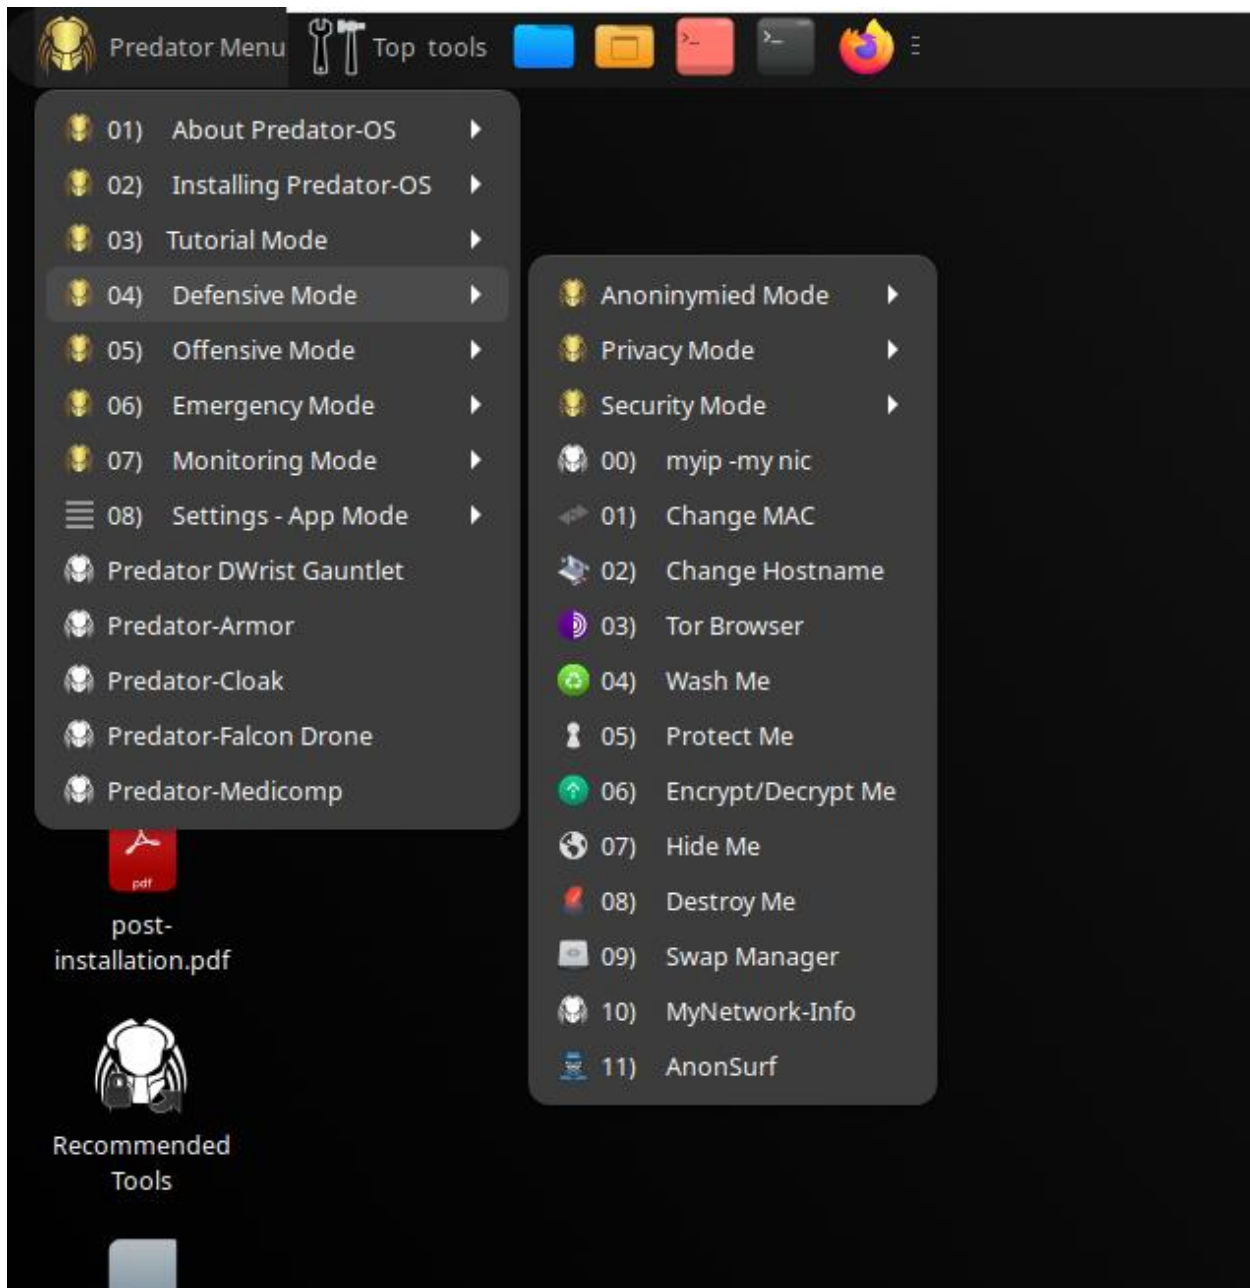 Predator Menu
Top tools
01) About Predator-OS
02) Installing Predator-OS
03) Tutorial Mode
04) Defensive Mode
05) Offensive Mode
06) Emergency Mode
07) Monitoring Mode
08) Settings - App Mode
Predator DWrist Gauntlet
Predator-Armor
Predator-Cloak
Predator-Falcon Drone
Predator-Medicomp
Anoninymied Mode
Privacy Mode
Security Mode
00) myip -my nic
01) Change MAC
02) Change Hostname
03) Tor Browser
04) Wash Me
05) Protect Me
06) Encrypt/Decrypt Me
07) Hide Me
08) Destroy Me
09) Swap Manager
10) MyNetwork-Info
11) AnonSurf
pdf
post-
installation.pdf
Recommended
Tools